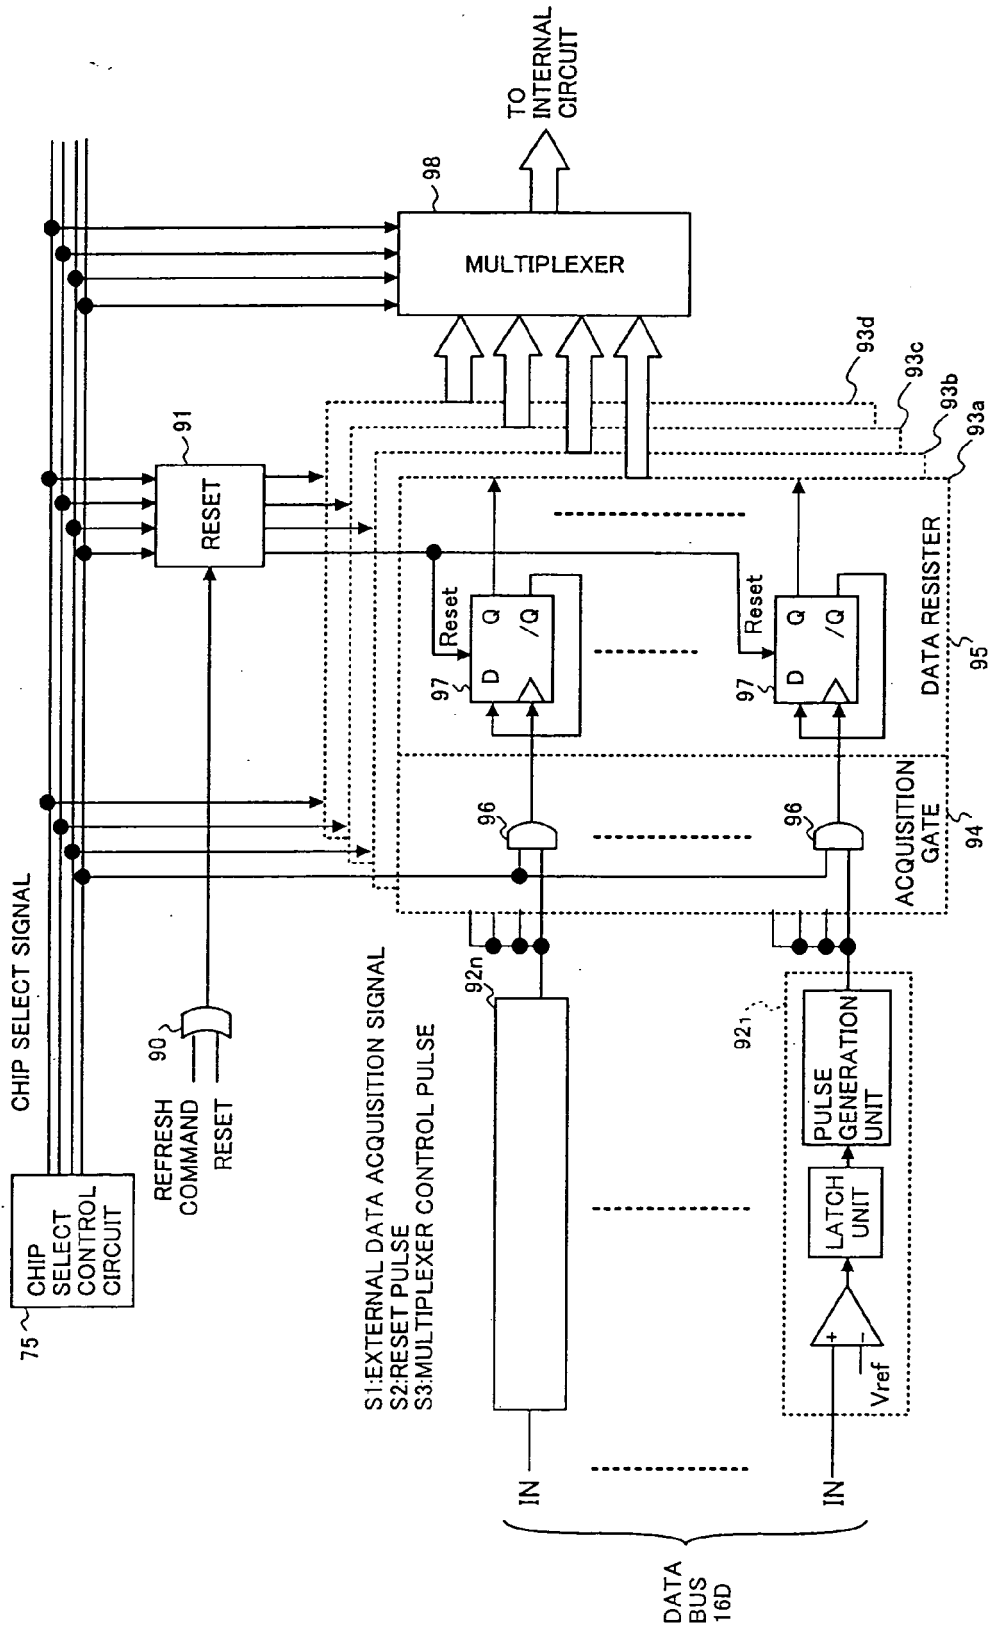 CHIP
SELECT
CONTROL
CIRCUIT
75
CHIP SELECT SIGNAL
REFRESH
COMMAND
RESET
90
RESET
91
S1:EXTERNAL DATA ACQUISITION SIGNAL
S2:RESET PULSE
S3:MULTIPLEXER CONTROL PULSE
MULTIPLEXER
98
TO
INTERNAL
CIRCUIT
92n
IN
96
97
D
Q
/Q
Reset
93d
93c
93b
93a
DATA
BUS
16D
IN
+
-
Vref
LATCH
UNIT
PULSE
GENERATION
UNIT
921
96
97
D
Q
/Q
Reset
ACQUISITION
GATE
94
DATA RESISTER
95